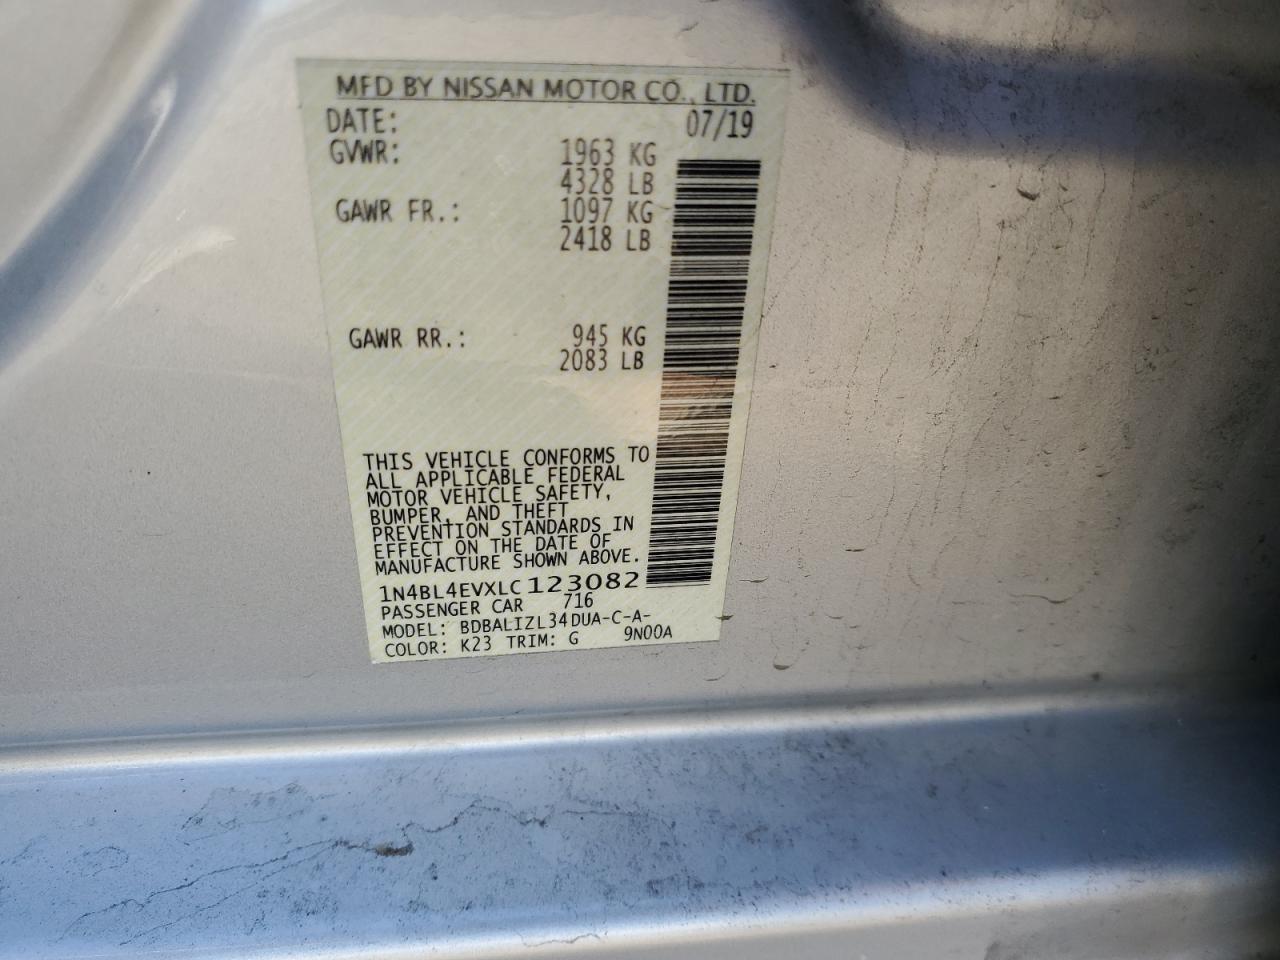 MFD BY NISSAN MOTOR CO., LTD.
DATE: 07/19
GVWR: 1963 KG
4328 LB
GAWR FR.: 1097 KG
2418 LB
GAWR RR.: 945 KG
2083 LB
THIS VEHICLE CONFORMS TO
ALL APPLICABLE FEDERAL
MOTOR VEHICLE SAFETY,
BUMPER, AND THEFT
PREVENTION STANDARDS IN
EFFECT ON THE DATE OF
MANUFACTURE SHOWN ABOVE.
1N4BL4EVXLC123082
PASSENGER CAR 716
MODEL: BDBALIZL34DUA-C-A-
COLOR: K23 TRIM: G 9N00A